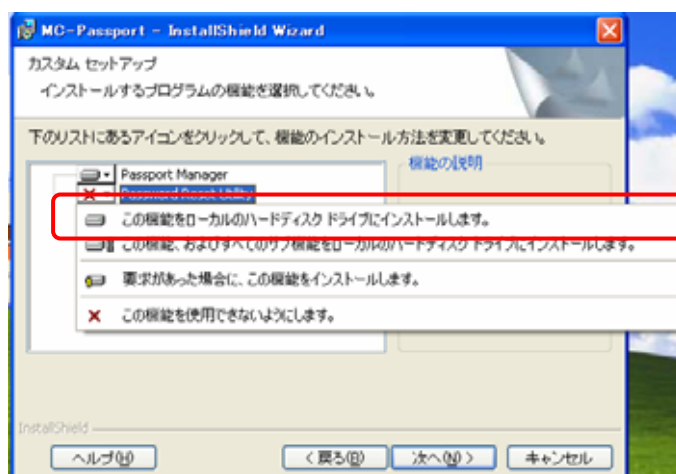 MC-Passport - InstallShield Wizard
カスタム セットアップ
インストールするプログラムの機能を選択してください。
下のリストにあるアイコンをクリックして、機能のインストール方法を変更してください。
機能の説明
Passport Manager
Password Reset Utility
この機能をローカルのハードディスク ドライブにインストールします。
この機能、およびすべてのサブ機能をローカルのハードディスク ドライブにインストールします。
要求があった場合に、この機能をインストールします。
この機能を使用できないようにします。
InstallShield
ヘルプ(H)
< 戻る(B)
次へ(N) >
キャンセル